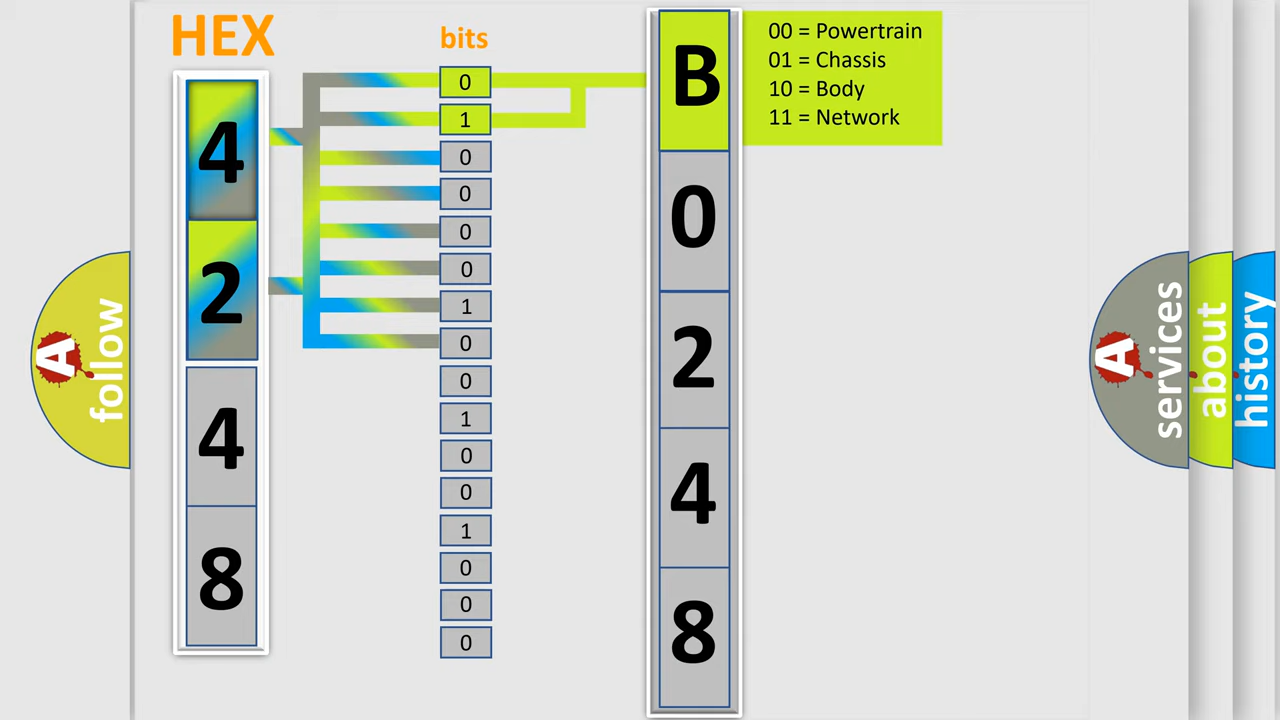 HEX
bits
4
2
4
8
0
1
0
0
0
0
1
0
0
1
0
0
1
0
0
0
B
0
2
4
8
00 = Powertrain
01 = Chassis
10 = Body
11 = Network
A
follow
A
services
about
history